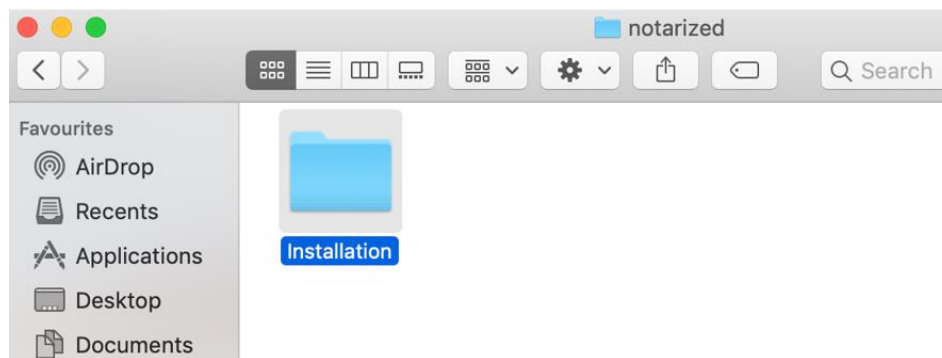 notarized
Search
Favourites
AirDrop
Recents
Applications
Desktop
Documents
Installation